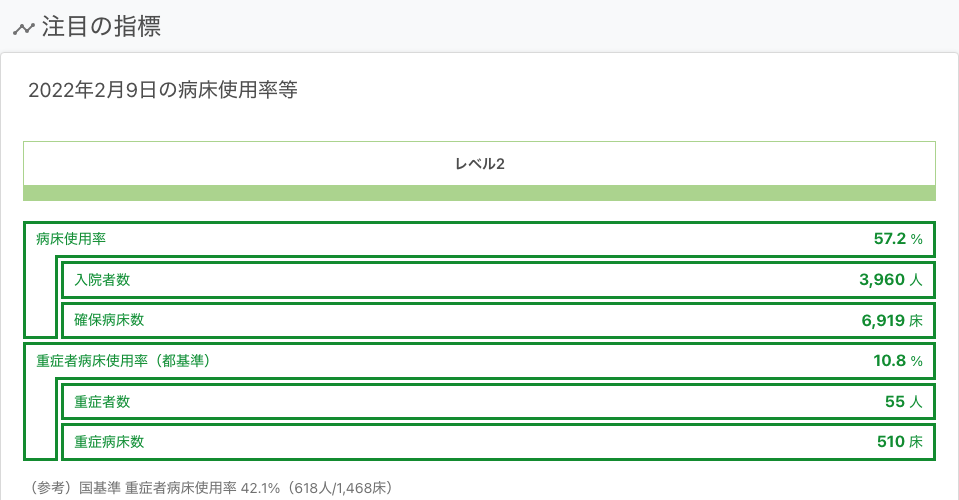 注目の指標
2022年2月9日の病床使用率等
レベル2
病床使用率 57.2 %
入院者数 3,960 人
確保病床数 6,919 床
重症者病床使用率（都基準） 10.8 %
重症者数 55 人
重症病床数 510 床
（参考）国基準 重症者病床使用率 42.1%（618人/1,468床）